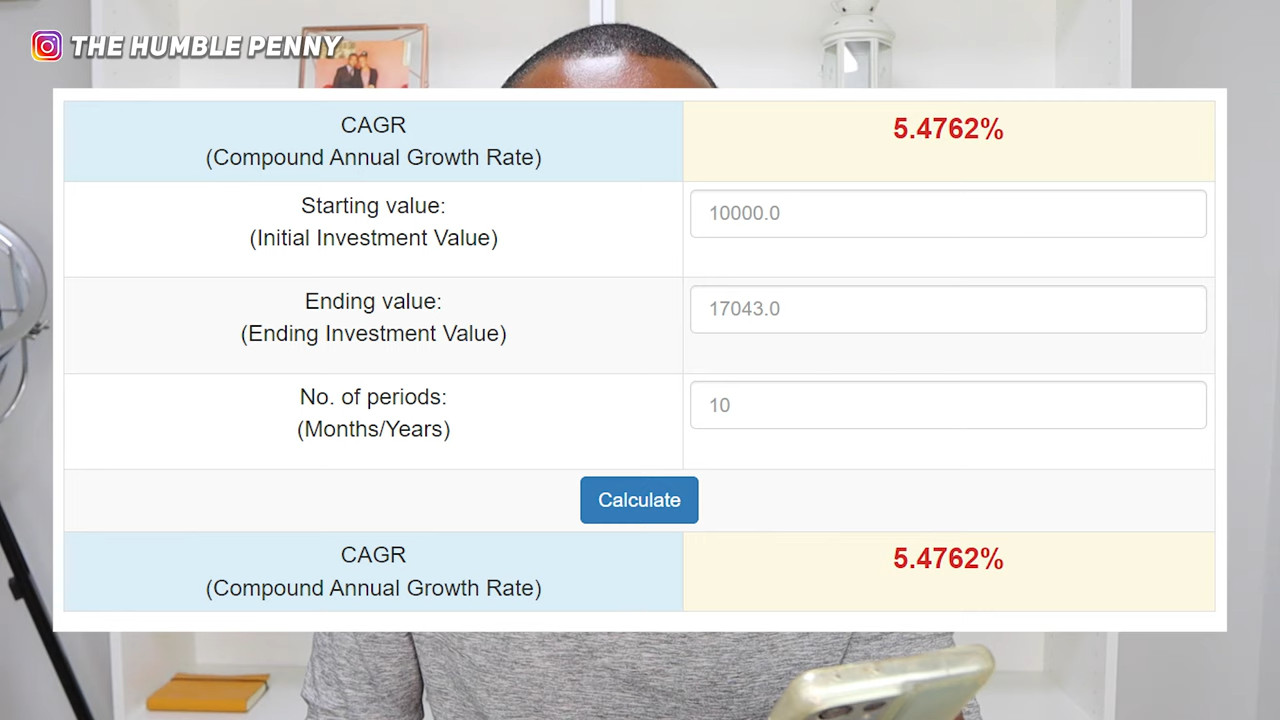 THE HUMBLE PENNY
CAGR
(Compound Annual Growth Rate)
5.4762%
Starting value:
(Initial Investment Value)
10000.0
Ending value:
(Ending Investment Value)
17043.0
No. of periods:
(Months/Years)
10
Calculate
CAGR
(Compound Annual Growth Rate)
5.4762%